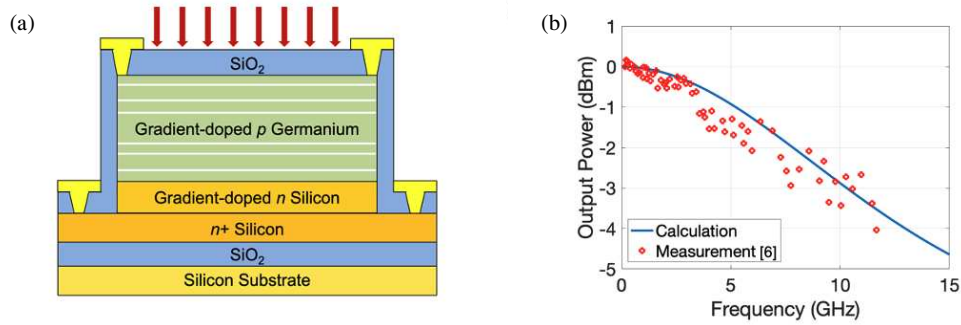 (a)
SiO2
Gradient-doped p Germanium
Gradient-doped n Silicon
n+ Silicon
SiO2
Silicon Substrate
(b)
1
0
-1
-2
-3
-4
-5
Output Power (dBm)
Calculation
Measurement [6]
0
5
10
15
Frequency (GHz)